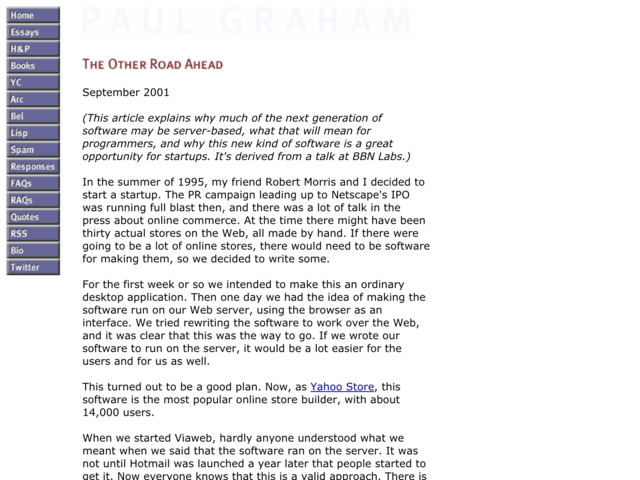 PAUL GRAHAM
Home
Essays
H&P
Books
YC
Arc
Bel
Lisp
Spam
Responses
FAQs
RAQs
Quotes
RSS
Bio
Twitter
The Other Road Ahead
September 2001
(This article explains why much of the next generation of
software may be server-based, what that will mean for
programmers, and why this new kind of software is a great
opportunity for startups. It's derived from a talk at BBN Labs.)
In the summer of 1995, my friend Robert Morris and I decided to
start a startup. The PR campaign leading up to Netscape's IPO
was running full blast then, and there was a lot of talk in the
press about online commerce. At the time there might have been
thirty actual stores on the Web, all made by hand. If there were
going to be a lot of online stores, there would need to be software
for making them, so we decided to write some.
For the first week or so we intended to make this an ordinary
desktop application. Then one day we had the idea of making the
software run on our Web server, using the browser as an
interface. We tried rewriting the software to work over the Web,
and it was clear that this was the way to go. If we wrote our
software to run on the server, it would be a lot easier for the
users and for us as well.
This turned out to be a good plan. Now, as Yahoo Store, this
software is the most popular online store builder, with about
14,000 users.
When we started Viaweb, hardly anyone understood what we
meant when we said that the software ran on the server. It was
not until Hotmail was launched a year later that people started to
get it. Now everyone knows that this is a valid approach. There is